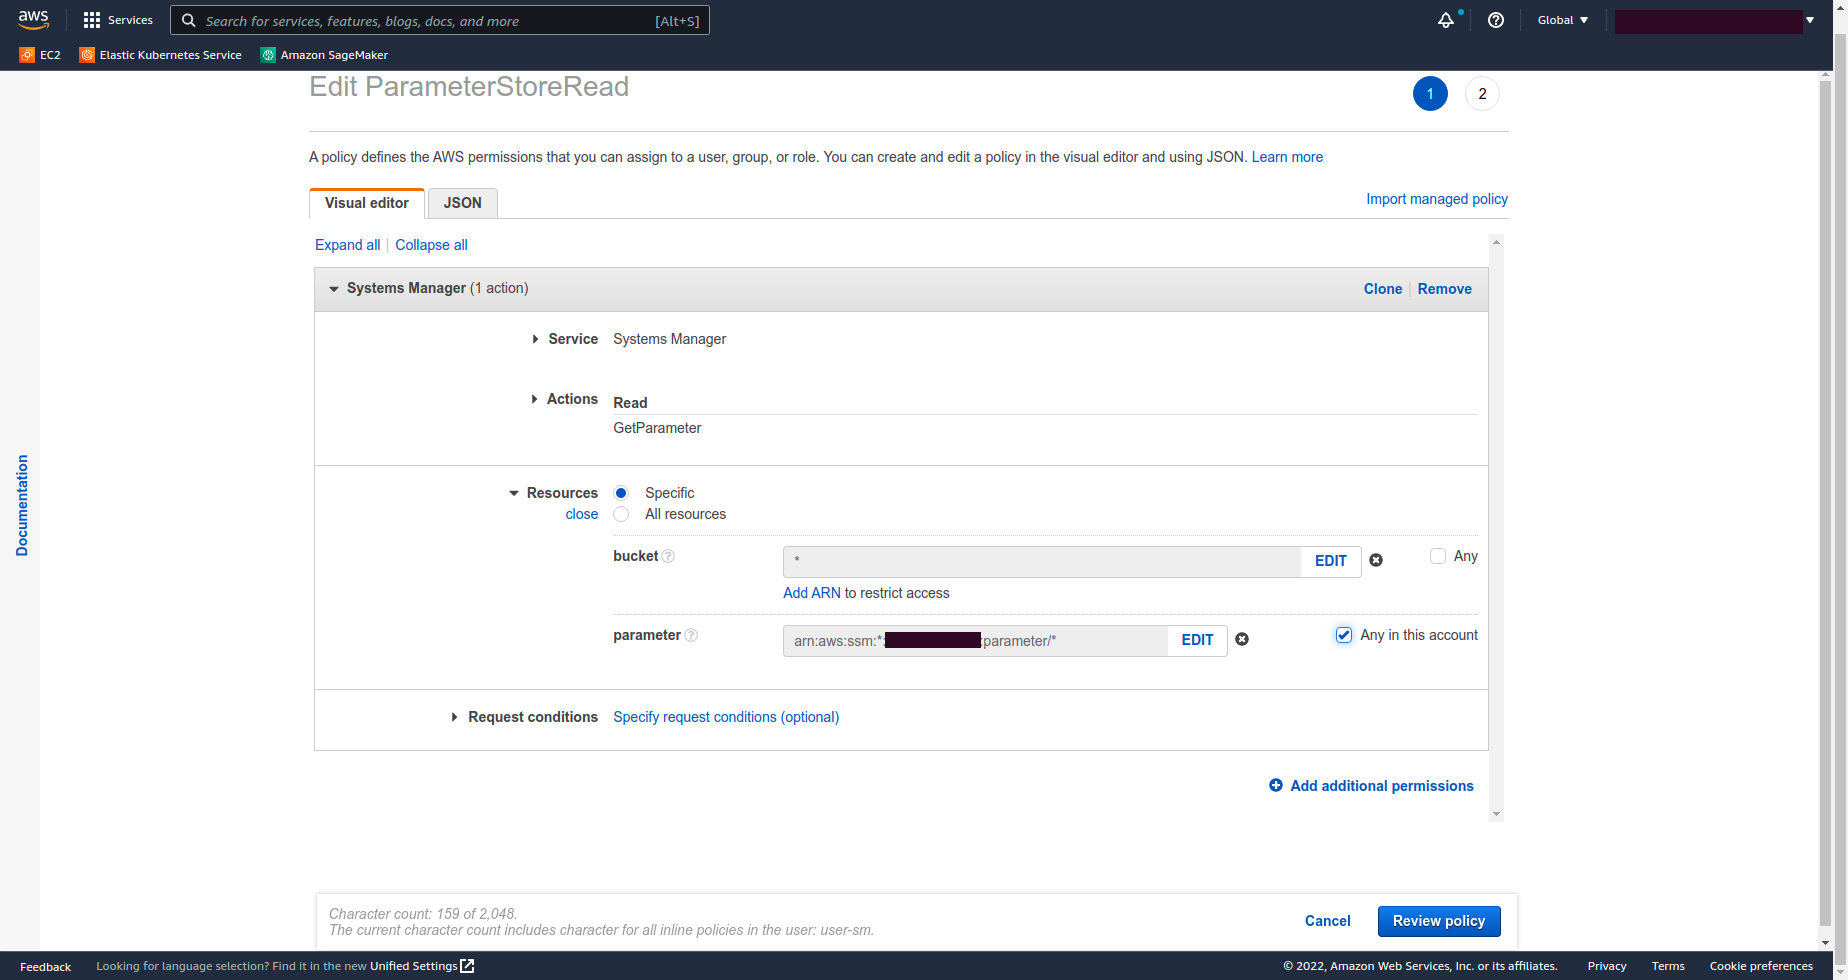 aws
Services
Search for services, features, blogs, docs, and more
[Alt+S]
Global
EC2
Elastic Kubernetes Service
Amazon SageMaker
Edit ParameterStoreRead
1
2
A policy defines the AWS permissions that you can assign to a user, group, or role. You can create and edit a policy in the visual editor and using JSON. Learn more
Visual editor
JSON
Import managed policy
Expand all
Collapse all
Systems Manager (1 action)
Clone
Remove
Service
Systems Manager
Actions
Read
GetParameter
Documentation
Resources
Specific
close
All resources
bucket ?
*
EDIT
Any
Add ARN to restrict access
parameter ?
arn:aws:ssm:*: :parameter/*
EDIT
Any in this account
Request conditions
Specify request conditions (optional)
Add additional permissions
Character count: 159 of 2,048.
The current character count includes character for all inline policies in the user: user-sm.
Cancel
Review policy
Feedback
Looking for language selection? Find it in the new Unified Settings
© 2022, Amazon Web Services, Inc. or its affiliates.
Privacy
Terms
Cookie preferences